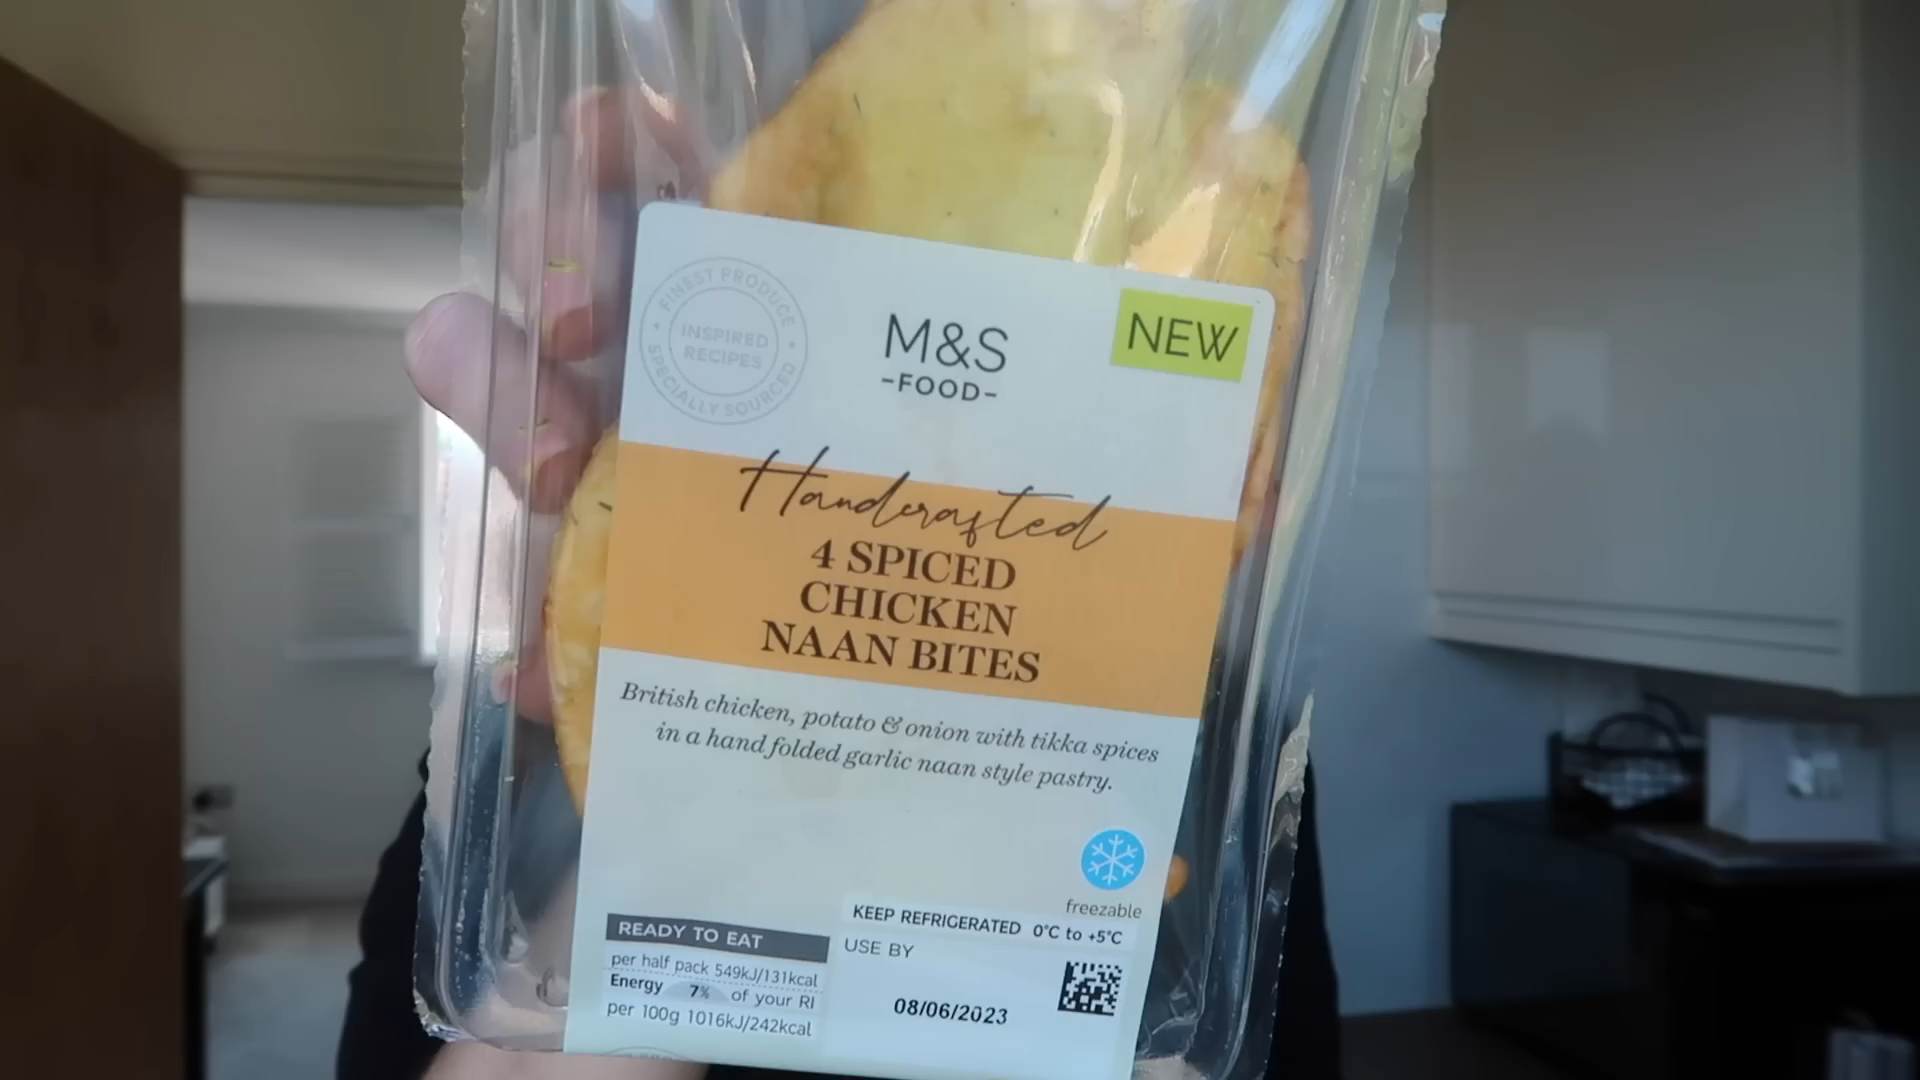 FINEST PRODUCE
INSPIRED
RECIPES
SPECIALLY SOURCED
M&S
-FOOD-
NEW
Handcrafted
4 SPICED
CHICKEN
NAAN BITES
British chicken, potato & onion with tikka spices
in a hand folded garlic naan style pastry.
freezable
READY TO EAT
per half pack 549kJ/131kcal
Energy 7% of your RI
per 100g 1016kJ/242kcal
KEEP REFRIGERATED 0°C to +5°C
USE BY
08/06/2023